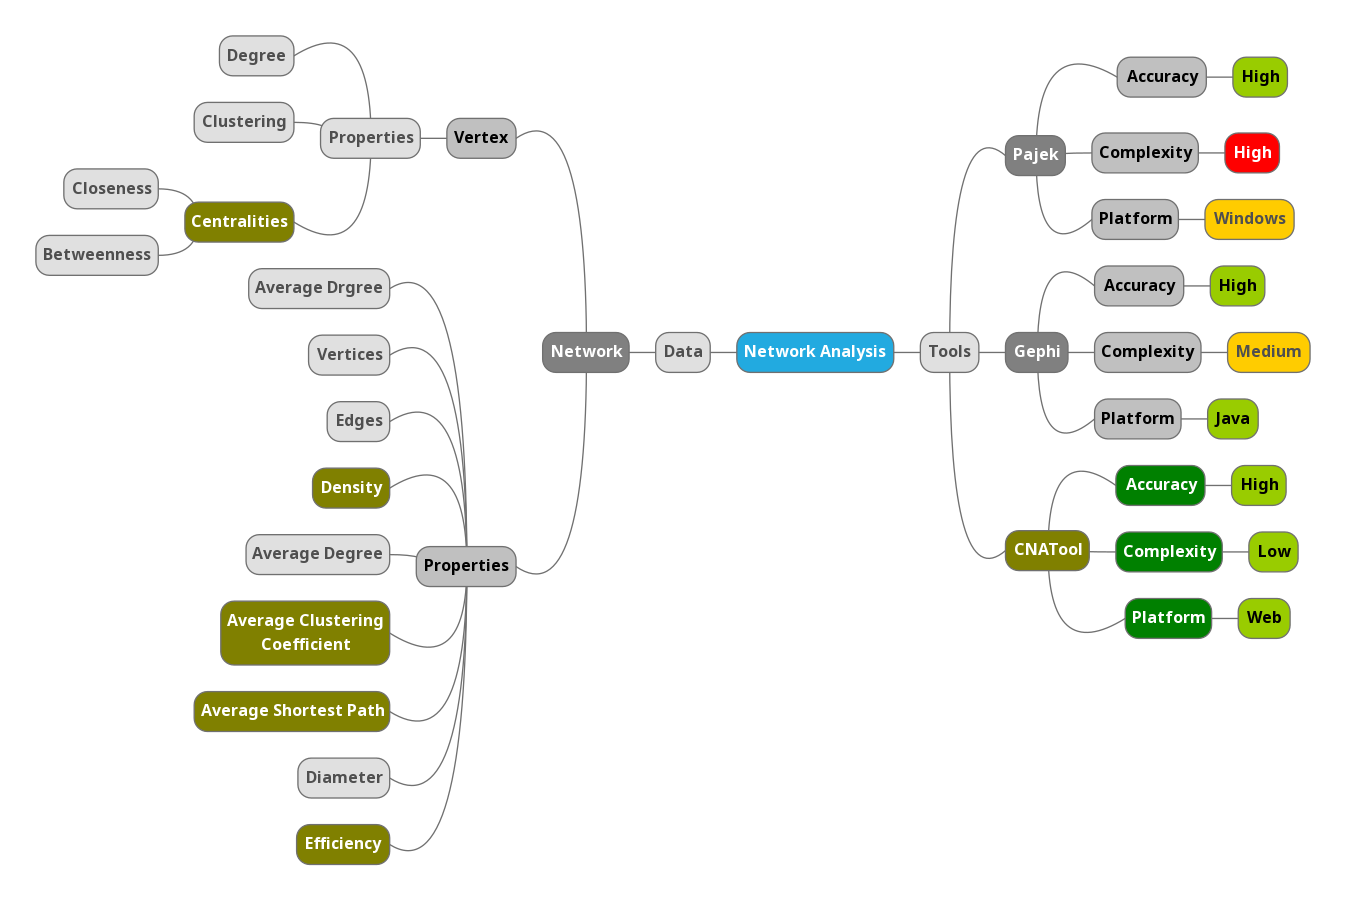 Degree
Clustering
Properties
Vertex
Closeness
Centralities
Betweenness
Average Drgree
Vertices
Edges
Density
Average Degree
Properties
Average Clustering
Coefficient
Average Shortest Path
Diameter
Efficiency
Network
Data
Network Analysis
Tools
Pajek
Accuracy
High
Complexity
High
Platform
Windows
Gephi
Accuracy
High
Complexity
Medium
Platform
Java
CNATool
Accuracy
High
Complexity
Low
Platform
Web